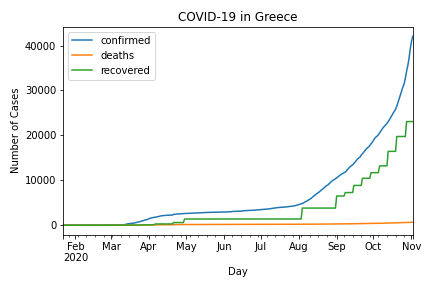 COVID-19 in Greece
confirmed
deaths
recovered
Number of Cases
40000
30000
20000
10000
0
Feb Mar Apr May Jun Jul Aug Sep Oct Nov
2020
Day